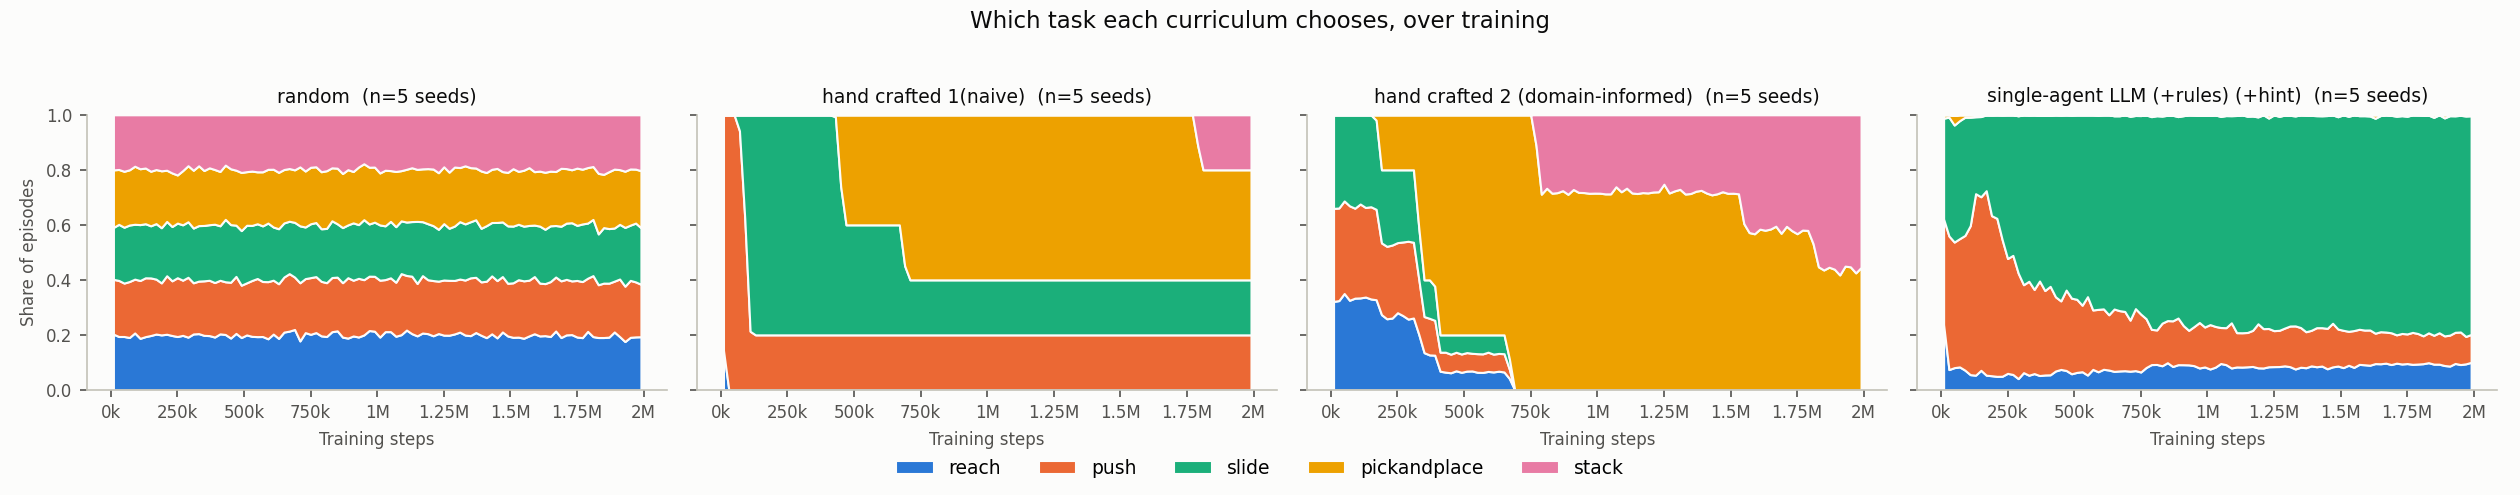 Which task each curriculum chooses, over training
random  (n=5 seeds)
hand crafted 1(naive)  (n=5 seeds)
hand crafted 2 (domain-informed)  (n=5 seeds)
single-agent LLM (+rules) (+hint)  (n=5 seeds)
Share of episodes
1.0
0.8
0.6
0.4
0.2
0.0
0k 250k 500k 750k 1M 1.25M 1.5M 1.75M 2M
0k 250k 500k 750k 1M 1.25M 1.5M 1.75M 2M
0k 250k 500k 750k 1M 1.25M 1.5M 1.75M 2M
0k 250k 500k 750k 1M 1.25M 1.5M 1.75M 2M
Training steps
Training steps
Training steps
Training steps
reach push slide pickandplace stack